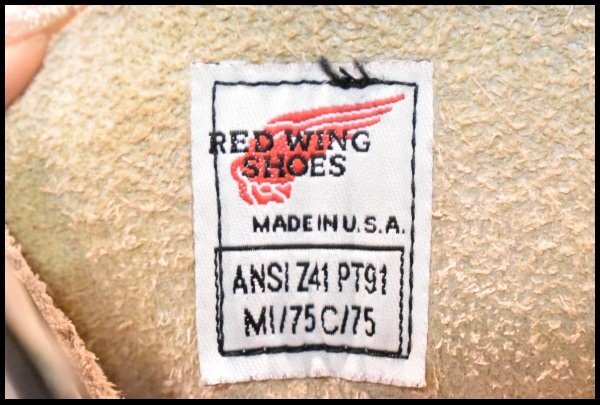 RED WING
SHOES
MADE IN U.S.A.
ANSI Z41 PT91
MI/75 C/75